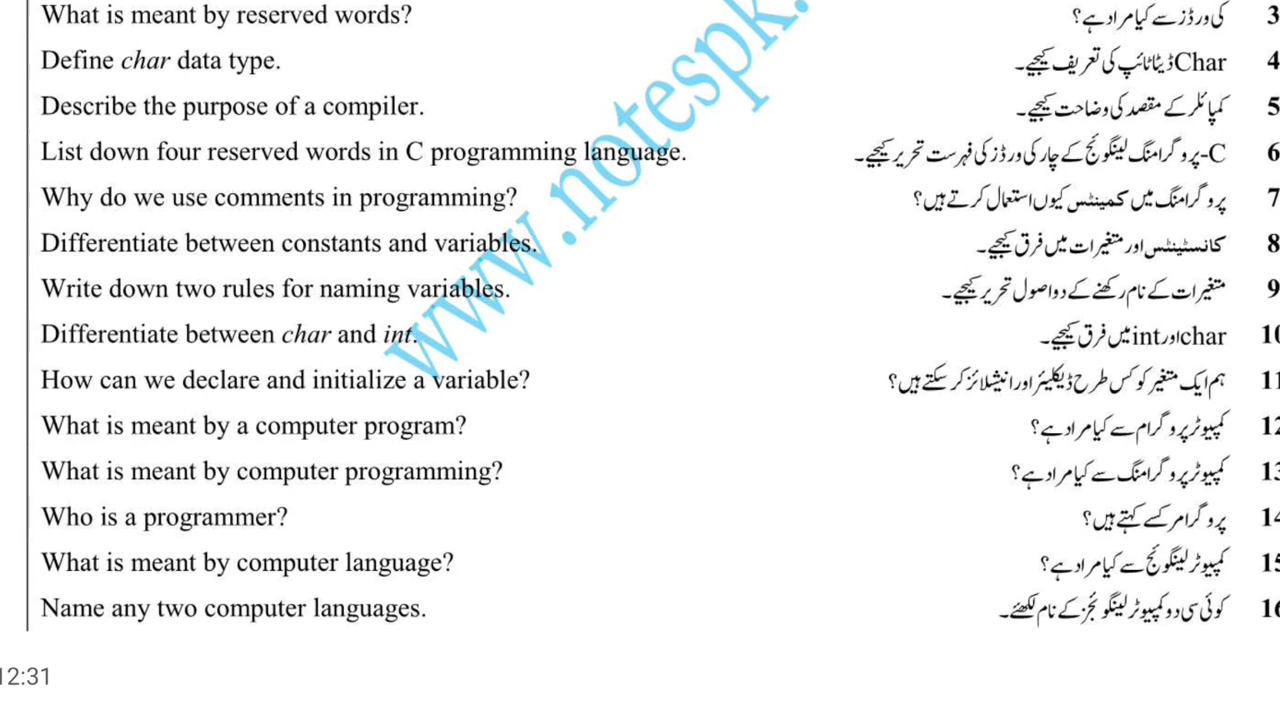 What is meant by reserved words? کی ورڈز سے کیا مراد ہے؟ 3
Define char data type. Char ڈیٹا ٹائپ کی تعریف کیجیے۔ 4
Describe the purpose of a compiler. کمپائلر کے مقصد کی وضاحت کیجیے۔ 5
List down four reserved words in C programming language. C-پروگرامنگ لینگوئج کے چار کی ورڈز کی فہرست تحریر کیجیے۔ 6
Why do we use comments in programming? پروگرامنگ میں کمینٹس کیوں استعمال کرتے ہیں؟ 7
Differentiate between constants and variables. کانسٹینٹس اور متغیرات میں فرق کیجیے۔ 8
Write down two rules for naming variables. متغیرات کے نام رکھنے کے دو اصول تحریر کیجیے۔ 9
Differentiate between char and int. char اور int میں فرق کیجیے۔ 10
How can we declare and initialize a variable? ہم ایک متغیر کو کس طرح ڈیکلیئر اور انیشلائز کر سکتے ہیں؟ 11
What is meant by a computer program? کمپیوٹر پروگرام سے کیا مراد ہے؟ 12
What is meant by computer programming? کمپیوٹر پروگرامنگ سے کیا مراد ہے؟ 13
Who is a programmer? پروگرامر کسے کہتے ہیں؟ 14
What is meant by computer language? کمپیوٹر لینگوئج سے کیا مراد ہے؟ 15
Name any two computer languages. کوئی سی دو کمپیوٹر لینگوئجز کے نام لکھئے۔ 16
www.notespk.
12:31